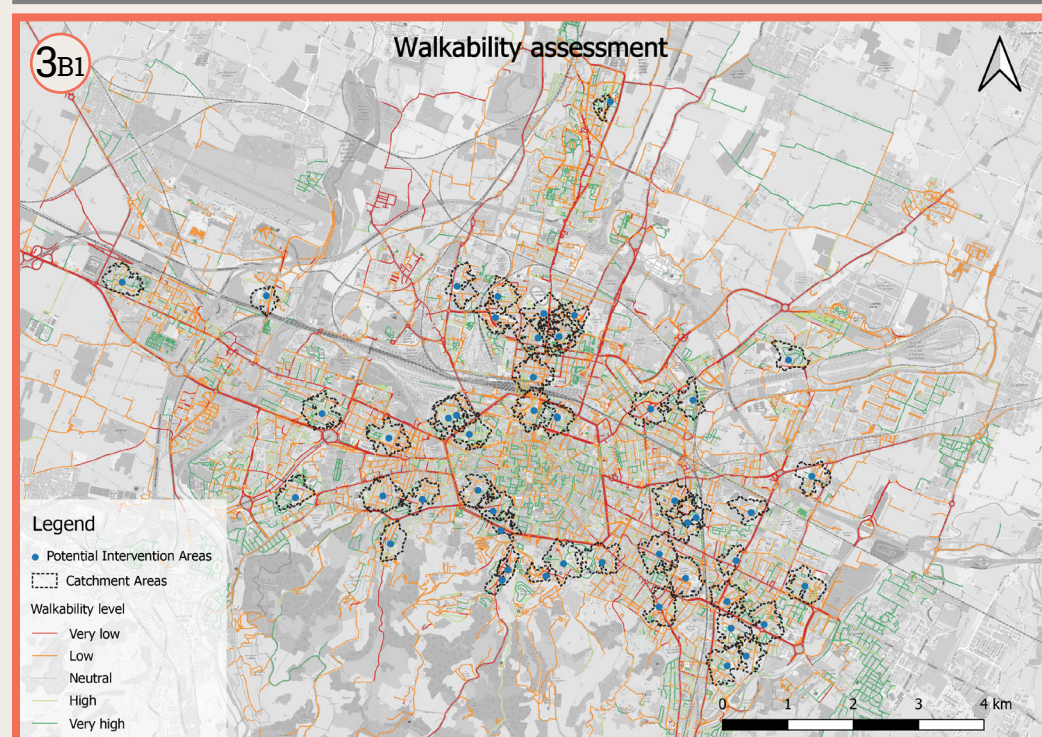 3B1
Walkability assessment
Legend
Potential Intervention Areas
Catchment Areas
Walkability level
Very low
Low
Neutral
High
Very high
0 1 2 3 4 km